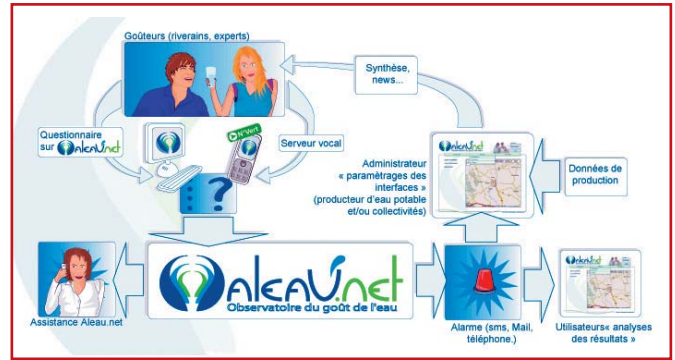 Goûteurs (riverains, experts)
Synthèse,
news...
Questionnaire
sur aleau.net
N°Vert
Serveur vocal
Administrateur
« paramètrages des
interfaces »
(producteur d'eau potable
et/ou collectivités)
Données de
production
?
aleau.net
Observatoire du goût de l'eau
Assistance Aleau.net
Alarme (sms, Mail,
téléphone.)
Utilisateurs« analyses
des résultats »